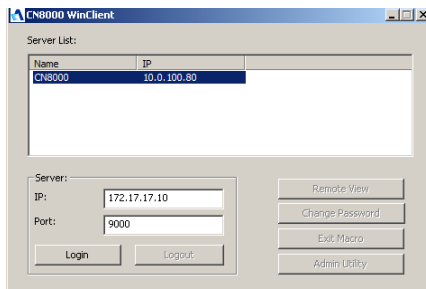 CN8000 WinClient
Server List:
Name IP
CN8000 10.0.100.80
Server:
IP: 172.17.17.10
Port: 9000
Login Logout
Remote View
Change Password
Exit Macro
Admin Utility